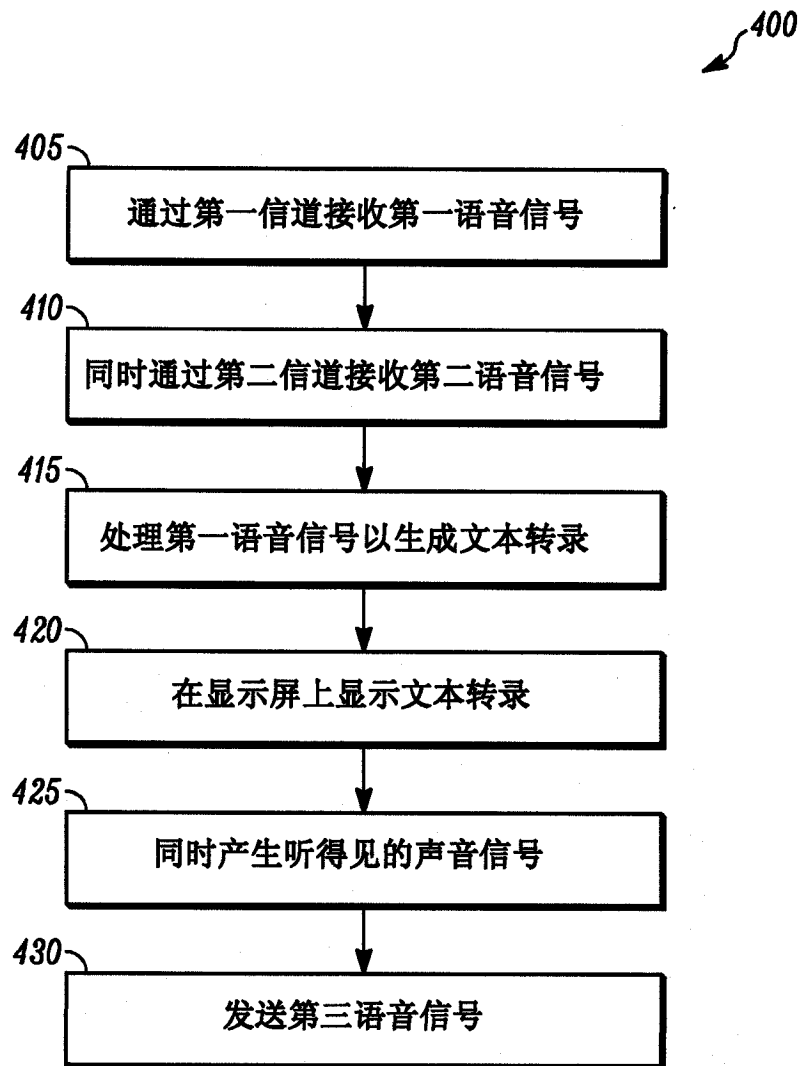 400
405
通过第一信道接收第一语音信号
410
同时通过第二信道接收第二语音信号
415
处理第一语音信号以生成文本转录
420
在显示屏上显示文本转录
425
同时产生听得见的声音信号
430
发送第三语音信号